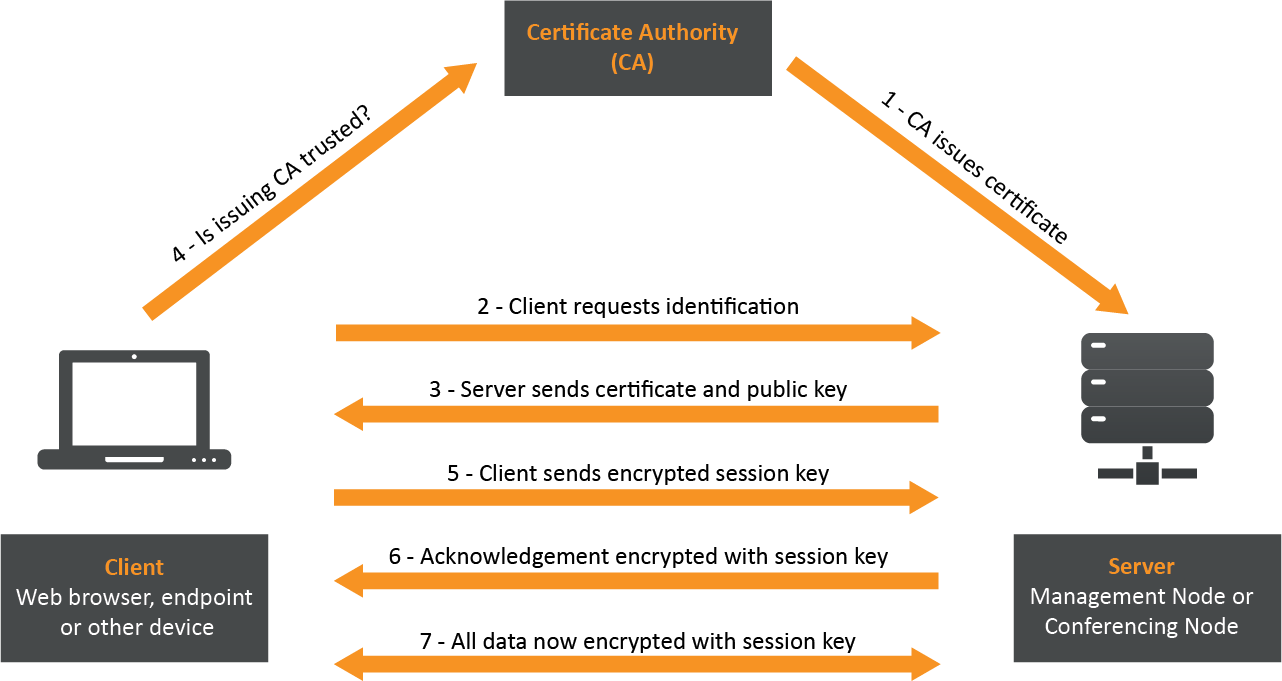 Certificate Authority
(CA)
4 - Is issuing CA trusted?
1 - CA issues certificate
2 - Client requests identification
3 - Server sends certificate and public key
5 - Client sends encrypted session key
6 - Acknowledgement encrypted with session key
7 - All data now encrypted with session key
Client
Web browser, endpoint
or other device
Server
Management Node or
Conferencing Node